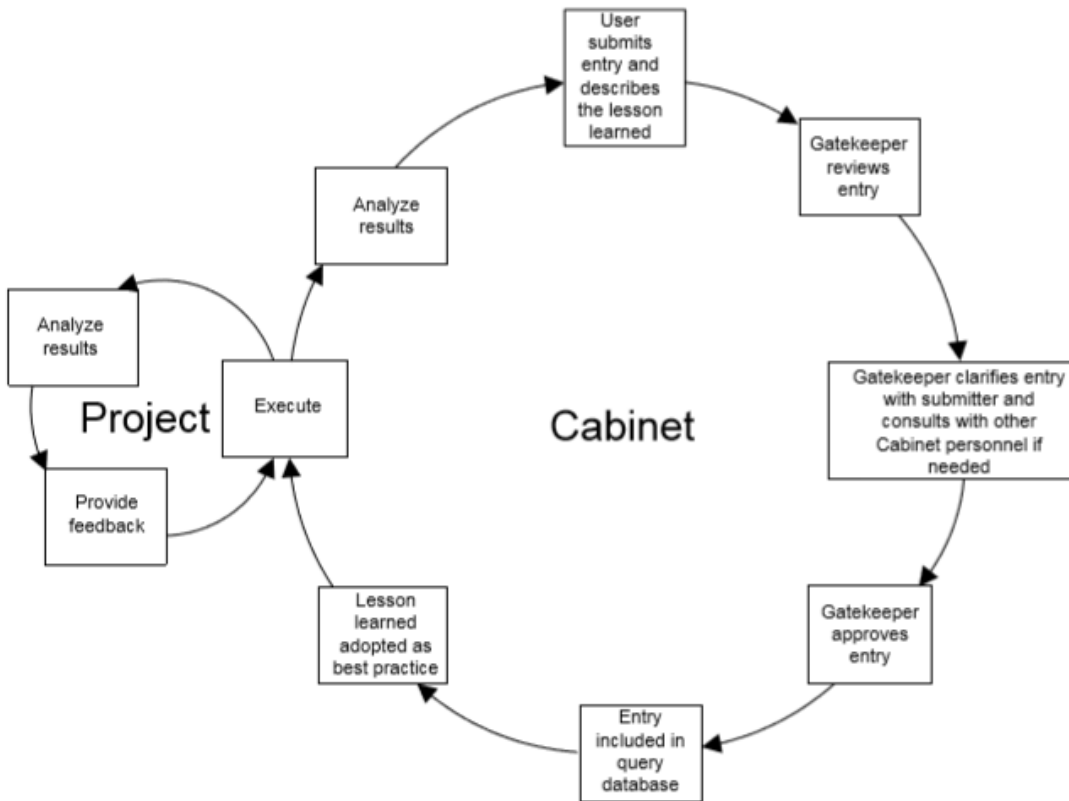 User
submits
entry and
describes
the lesson
learned
Gatekeeper
reviews
entry
Analyze
results
Analyze
results
Project
Execute
Cabinet
Gatekeeper clarifies entry
with submitter and
consults with other
Cabinet personnel if
needed
Provide
feedback
Lesson
learned
adopted as
best practice
Gatekeeper
approves
entry
Entry
included in
query
database